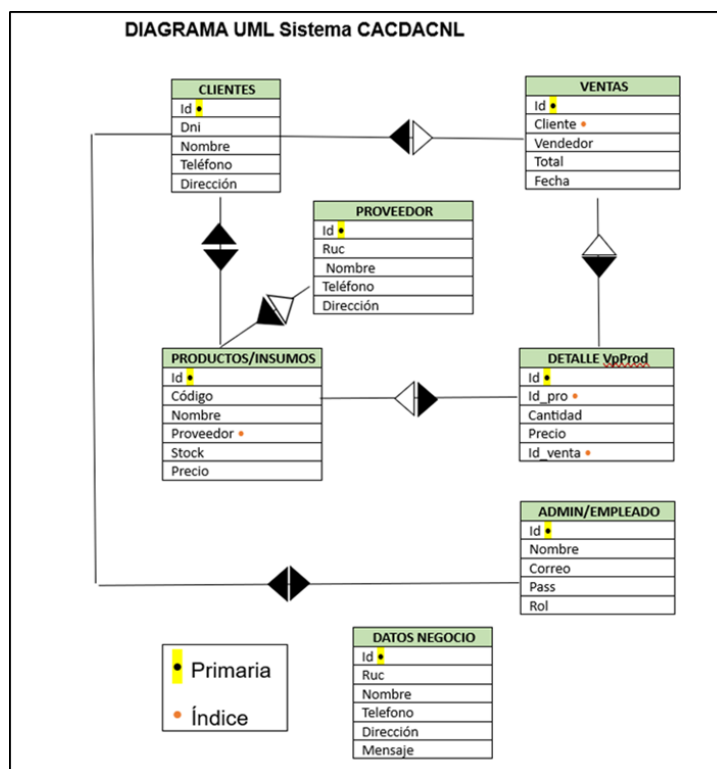 DIAGRAMA UML Sistema CACDACNL
CLIENTES
Id •
Dni
Nombre
Teléfono
Dirección
VENTAS
Id •
Cliente •
Vendedor
Total
Fecha
PROVEEDOR
Id •
Ruc
Nombre
Teléfono
Dirección
PRODUCTOS/INSUMOS
Id •
Código
Nombre
Proveedor •
Stock
Precio
DETALLE VpProd
Id •
Id_pro •
Cantidad
Precio
Id_venta •
ADMIN/EMPLEADO
Id •
Nombre
Correo
Pass
Rol
DATOS NEGOCIO
Id •
Ruc
Nombre
Telefono
Dirección
Mensaje
• Primaria
• Índice